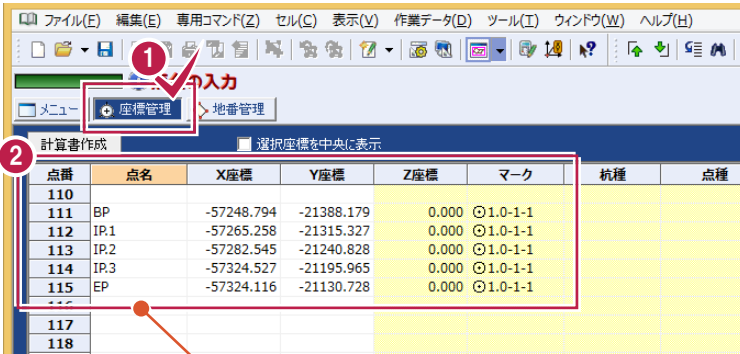 ファイル(F) 編集(E) 専用コマンド(Z) セル(C) 表示(V) 作業データ(D) ツール(T) ウィンドウ(W) ヘルプ(H)
1
の入力
メニュー 座標管理 地番管理
2
計算書作成 選択座標を中央に表示
点番 点名 X座標 Y座標 Z座標 マーク 杭種 点種
110
111 BP -57248.794 -21388.179 0.000 ⊙1.0-1-1
112 IP.1 -57265.258 -21315.327 0.000 ⊙1.0-1-1
113 IP.2 -57282.545 -21240.828 0.000 ⊙1.0-1-1
114 IP.3 -57324.527 -21195.965 0.000 ⊙1.0-1-1
115 EP -57324.116 -21130.728 0.000 ⊙1.0-1-1
117
118